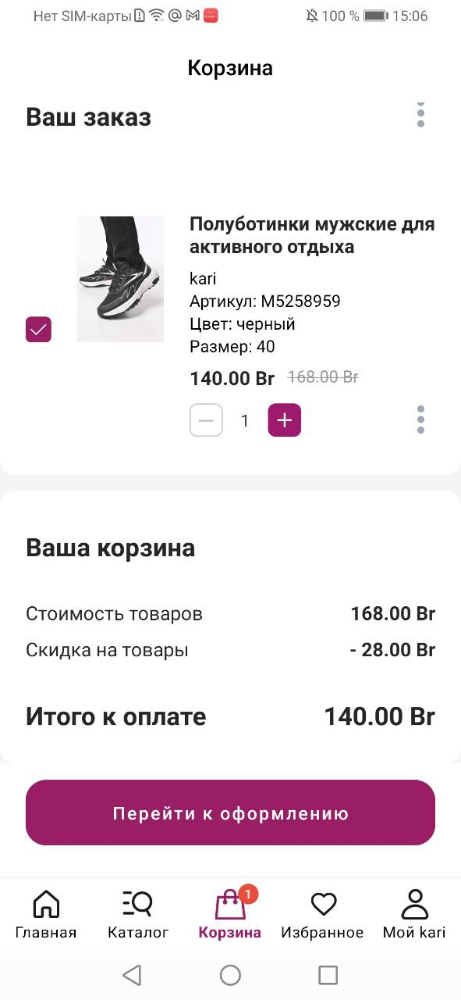 Нет SIM-карты
100 %
15:06
Корзина
Ваш заказ
Полуботинки мужские для
активного отдыха
kari
Артикул: M5258959
Цвет: черный
Размер: 40
140.00 Br 168.00 Br
1
Ваша корзина
Стоимость товаров 168.00 Br
Скидка на товары - 28.00 Br
Итого к оплате 140.00 Br
Перейти к оформлению
1
Главная Каталог Корзина Избранное Мой kari